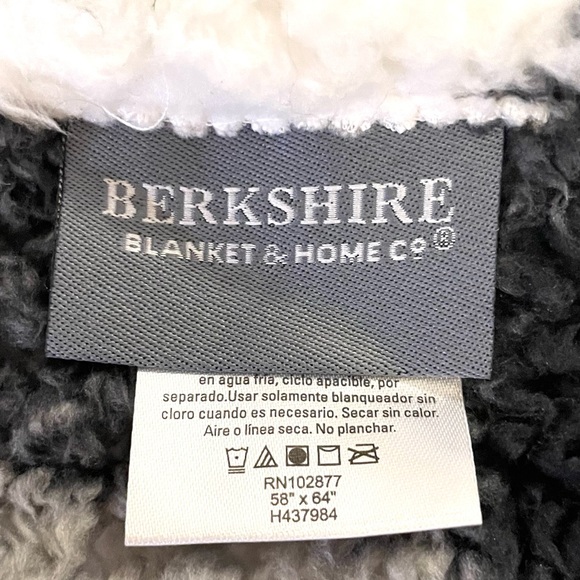 BERKSHIRE
BLANKET & HOME CO®
en agua fría, ciclo apacible, por
separado.Usar solamente blanqueador sin
cloro cuando es necesario. Secar sin calor.
Aire o línea seca. No planchar.
RN102877
58" x 64"
H437984